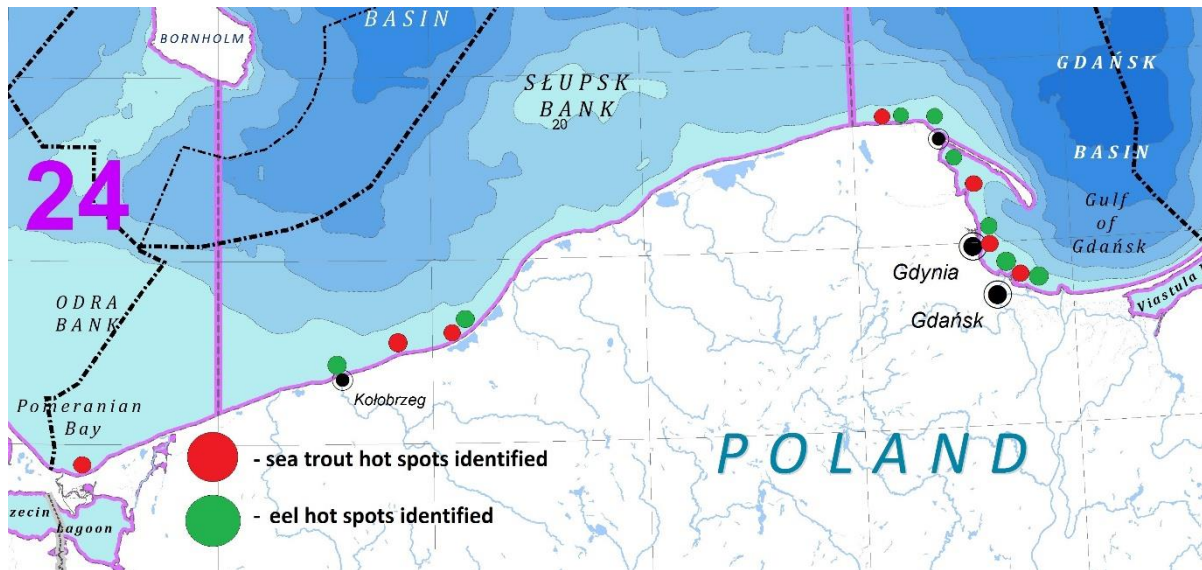 BASIN
BORNHOLM
GDAŃSK
SŁUPSK
BANK
20
BASIN
24
Gulf
of
Gdańsk
Gdynia
ODRA
BANK
Viastula
Gdańsk
Kołobrzeg
Pomeranian
Bay
POLAND
- sea trout hot spots identified
- eel hot spots identified
zecin
Lagoon